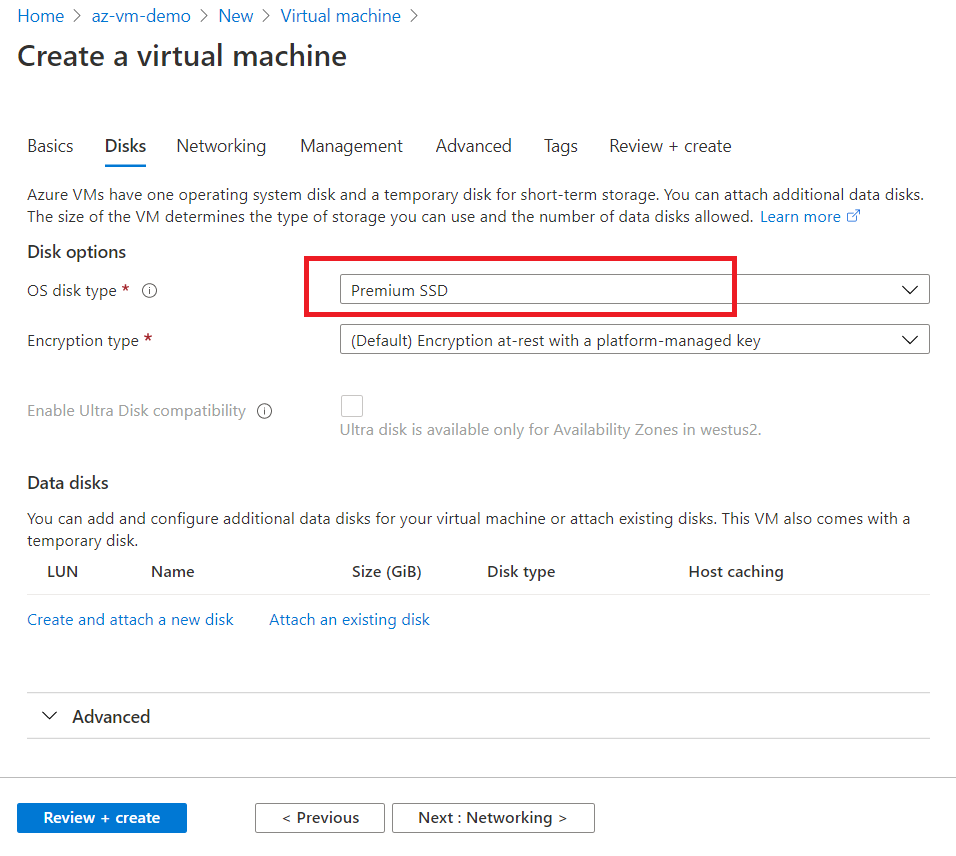 Home > az-vm-demo > New > Virtual machine >
Create a virtual machine
Basics Disks Networking Management Advanced Tags Review + create
Azure VMs have one operating system disk and a temporary disk for short-term storage. You can attach additional data disks.
The size of the VM determines the type of storage you can use and the number of data disks allowed. Learn more
Disk options
OS disk type * Premium SSD
Encryption type * (Default) Encryption at-rest with a platform-managed key
Enable Ultra Disk compatibility
Ultra disk is available only for Availability Zones in westus2.
Data disks
You can add and configure additional data disks for your virtual machine or attach existing disks. This VM also comes with a
temporary disk.
LUN Name Size (GiB) Disk type Host caching
Create and attach a new disk Attach an existing disk
Advanced
Review + create < Previous Next : Networking >